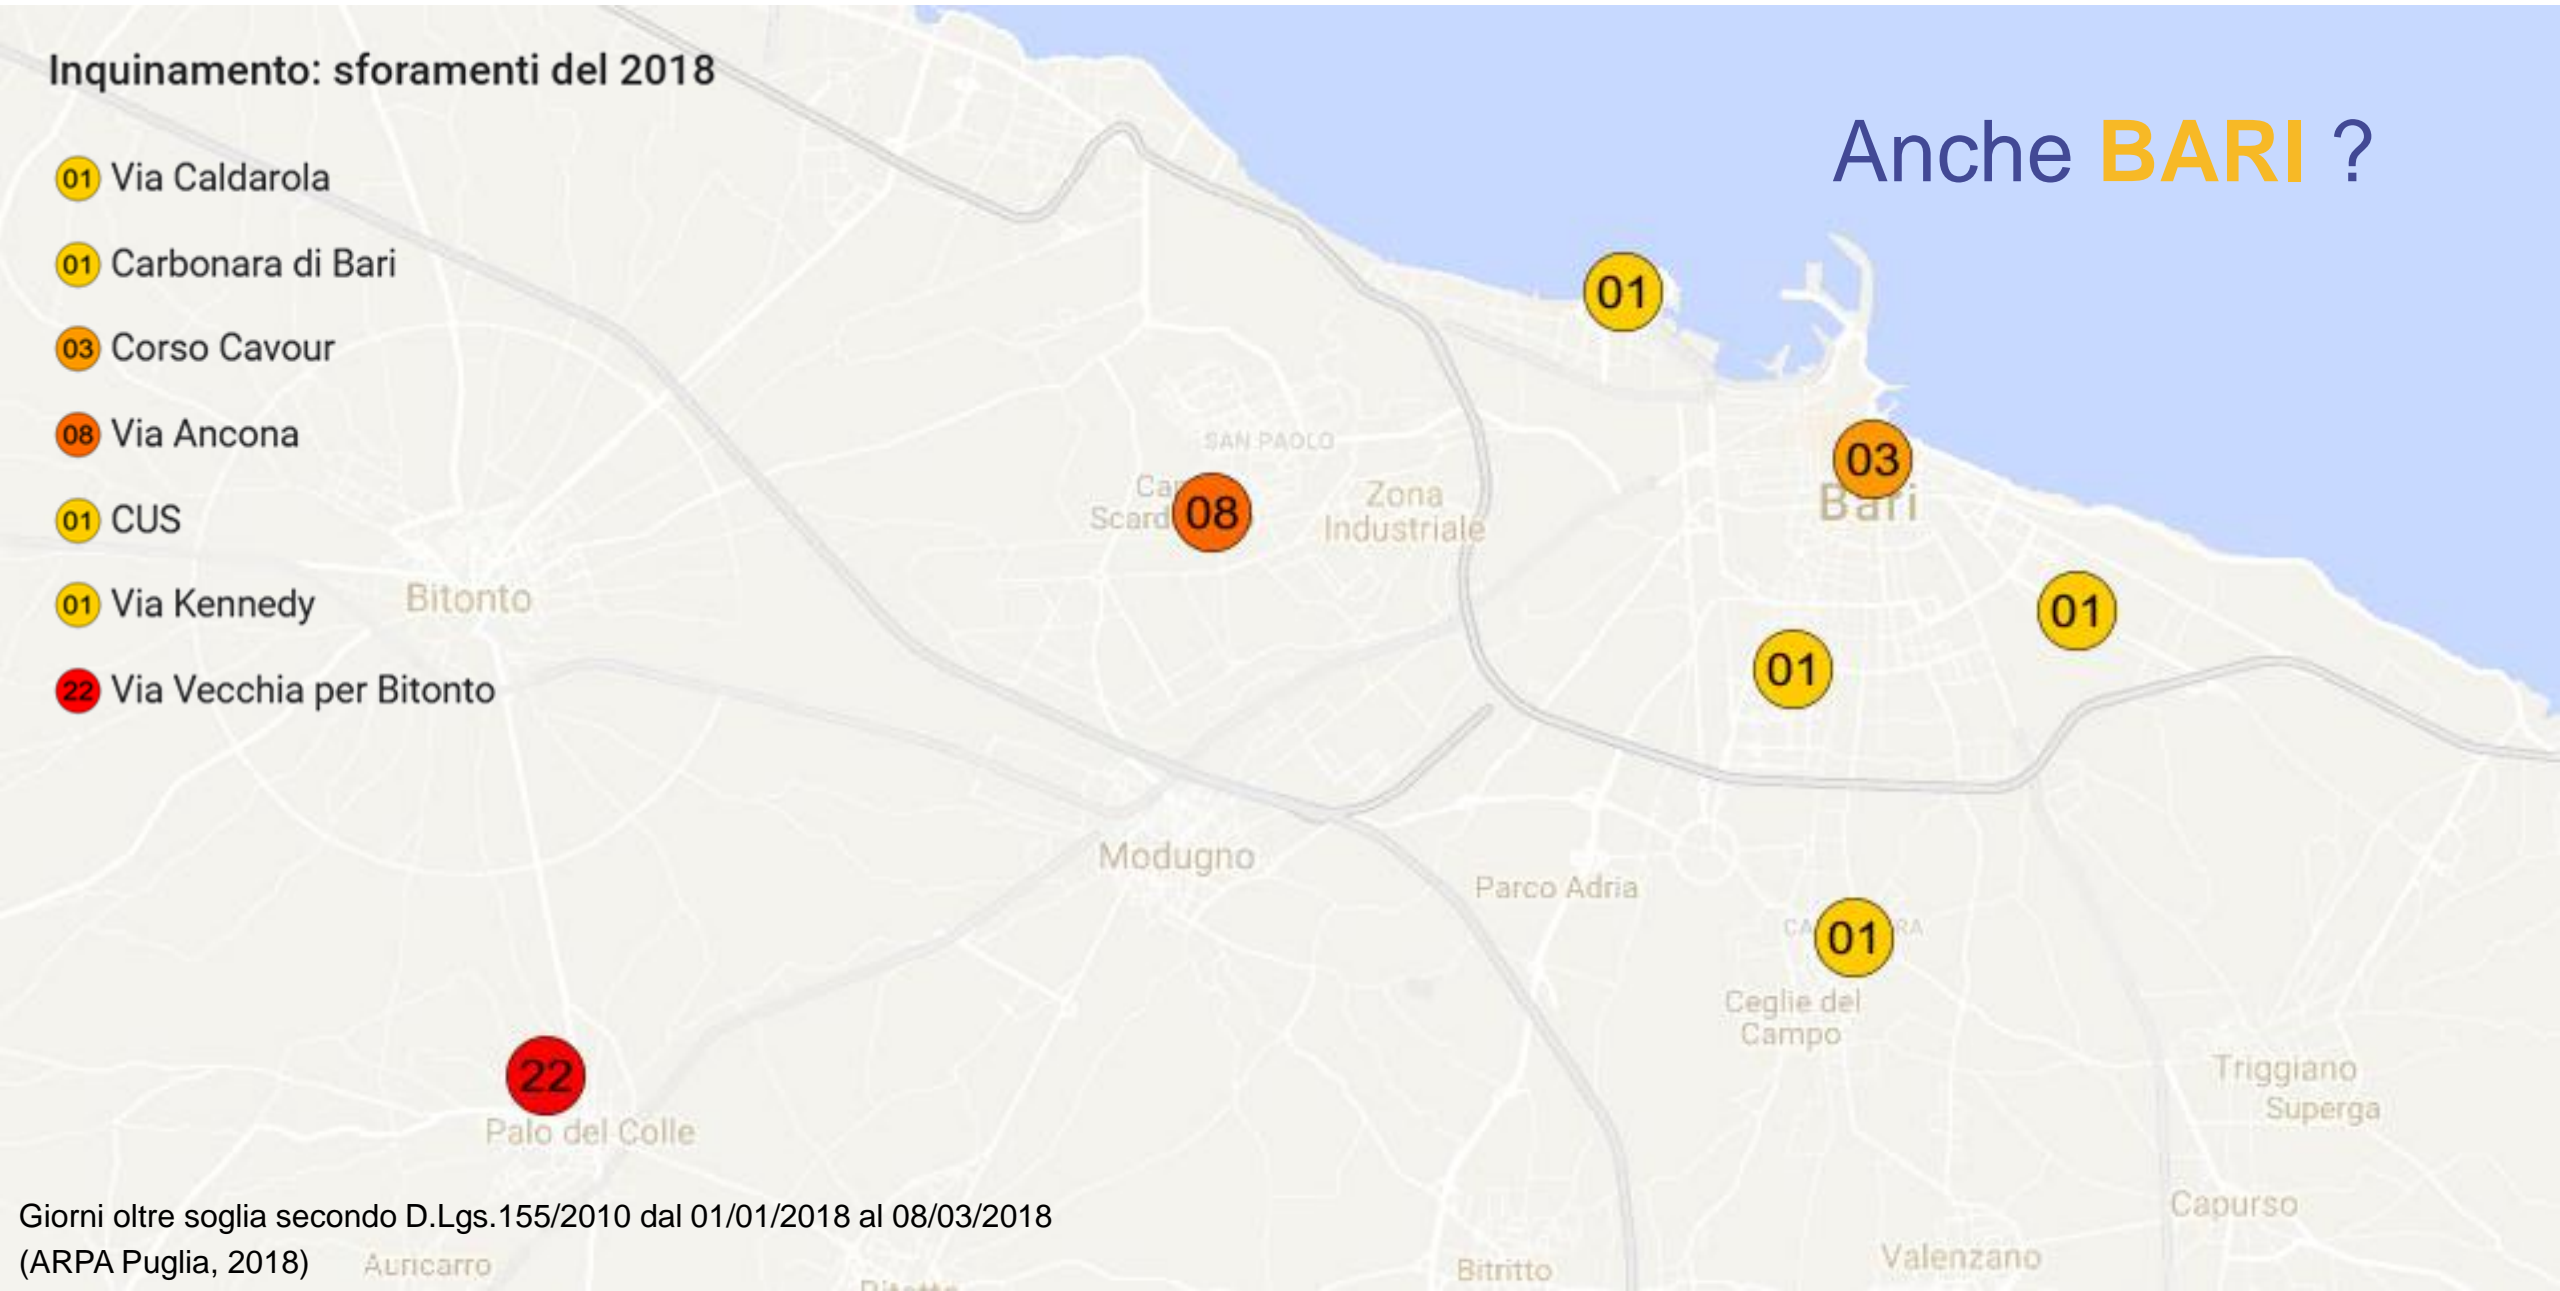 Inquinamento: sforamenti del 2018
Anche BARI ?
01 Via Caldarola
01 Carbonara di Bari
03 Corso Cavour
08 Via Ancona
01 CUS
01 Via Kennedy
22 Via Vecchia per Bitonto
01
03
Bari
SAN PAOLO
08
Zona
Industriale
Bitonto
01
01
Modugno
Parco Adria
01
Ceglie del
Campo
22
Palo del Colle
Triggiano
Superga
Capurso
Valenzano
Bitritto
Auricarro
Giorni oltre soglia secondo D.Lgs.155/2010 dal 01/01/2018 al 08/03/2018
(ARPA Puglia, 2018)